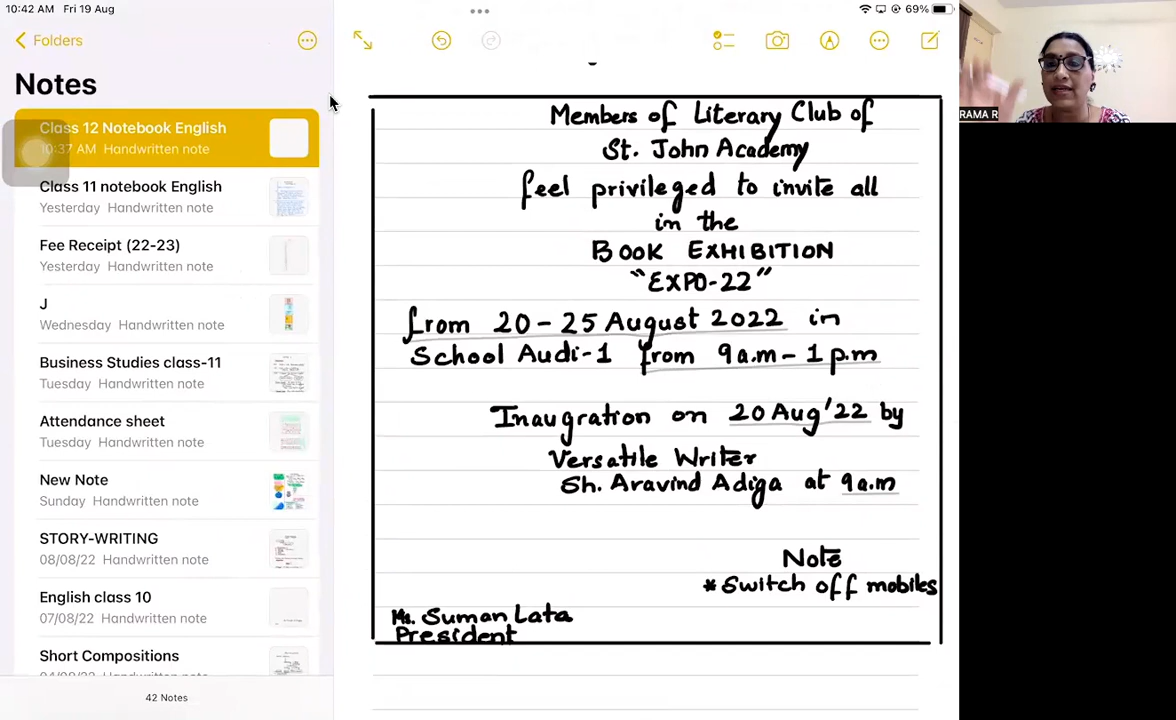 10:42 AM Fri 19 Aug
69%
Folders
Notes
Class 12 Notebook English
10:37 AM Handwritten note
Class 11 notebook English
Yesterday Handwritten note
Fee Receipt (22-23)
Yesterday Handwritten note
J
Wednesday Handwritten note
Business Studies class-11
Tuesday Handwritten note
Attendance sheet
Tuesday Handwritten note
New Note
Sunday Handwritten note
STORY-WRITING
08/08/22 Handwritten note
English class 10
07/08/22 Handwritten note
Short Compositions
Handwritten note
42 Notes
Members of Literary Club of
St. John Academy
feel privileged to invite all
in the
BOOK EXHIBITION
"EXPO-22"
from 20-25 August 2022 in
School Audi-1 from 9a.m-1 p.m
Inaugration on 20 Aug'22 by
Versatile Writer
Sh. Aravind Adiga at 9a.m
Note
*Switch off mobiles
Ms. Suman Lata
President
RAMA R